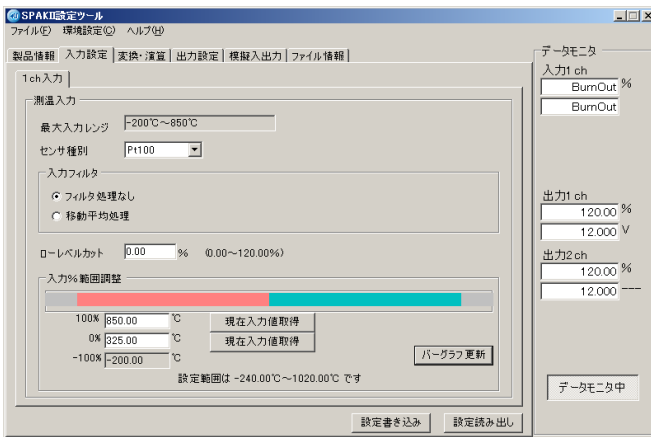 SPAKⅡ設定ツール
ファイル(F) 環境設定(C) ヘルプ(H)
製品情報 入力設定 変換・演算 出力設定 模擬入出力 ファイル情報
1ch入力
測温入力
最大入力レンジ -200℃～850℃
センサ種別 Pt100
入力フィルタ
フィルタ処理なし
移動平均処理
ローレベルカット 0.00 % (0.00～120.00%)
入力%範囲調整
100% 850.00 ℃ 現在入力値取得
0% 325.00 ℃ 現在入力値取得
-100% -200.00 ℃
バーグラフ更新
設定範囲は -240.00℃～1020.00℃ です
設定書き込み 設定読み出し
データモニタ
入力1 ch
BurnOut %
BurnOut
出力1 ch
120.00 %
12.000 V
出力2 ch
120.00 %
12.000 ---
データモニタ中